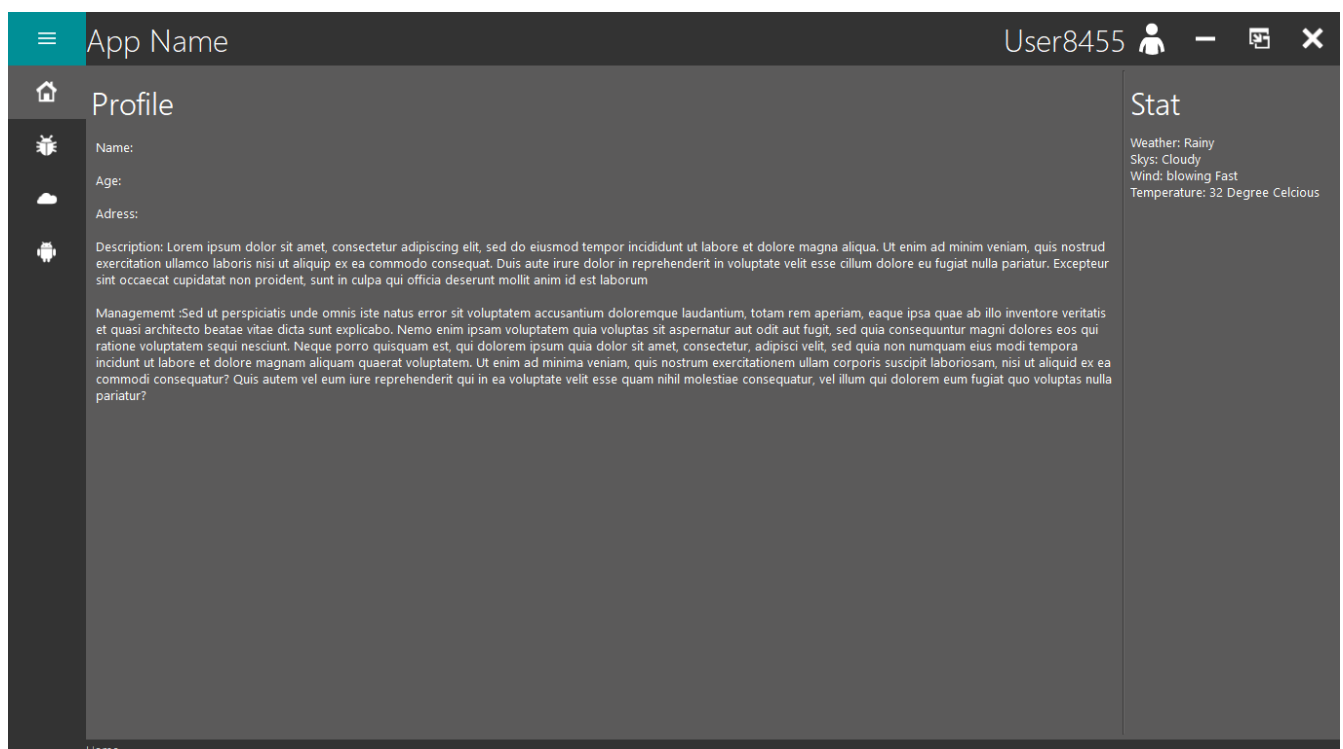 App Name
User8455
Profile
Name:
Age:
Adress:
Description: Lorem ipsum dolor sit amet, consectetur adipiscing elit, sed do eiusmod tempor incididunt ut labore et dolore magna aliqua. Ut enim ad minim veniam, quis nostrud
exercitation ullamco laboris nisi ut aliquip ex ea commodo consequat. Duis aute irure dolor in reprehenderit in voluptate velit esse cillum dolore eu fugiat nulla pariatur. Excepteur
sint occaecat cupidatat non proident, sunt in culpa qui officia deserunt mollit anim id est laborum
Managememt :Sed ut perspiciatis unde omnis iste natus error sit voluptatem accusantium doloremque laudantium, totam rem aperiam, eaque ipsa quae ab illo inventore veritatis
et quasi architecto beatae vitae dicta sunt explicabo. Nemo enim ipsam voluptatem quia voluptas sit aspernatur aut odit aut fugit, sed quia consequuntur magni dolores eos qui
ratione voluptatem sequi nesciunt. Neque porro quisquam est, qui dolorem ipsum quia dolor sit amet, consectetur, adipisci velit, sed quia non numquam eius modi tempora
incidunt ut labore et dolore magnam aliquam quaerat voluptatem. Ut enim ad minima veniam, quis nostrum exercitationem ullam corporis suscipit laboriosam, nisi ut aliquid ex ea
commodi consequatur? Quis autem vel eum iure reprehenderit qui in ea voluptate velit esse quam nihil molestiae consequatur, vel illum qui dolorem eum fugiat quo voluptas nulla
pariatur?
Stat
Weather: Rainy
Skys: Cloudy
Wind: blowing Fast
Temperature: 32 Degree Celcious
Home